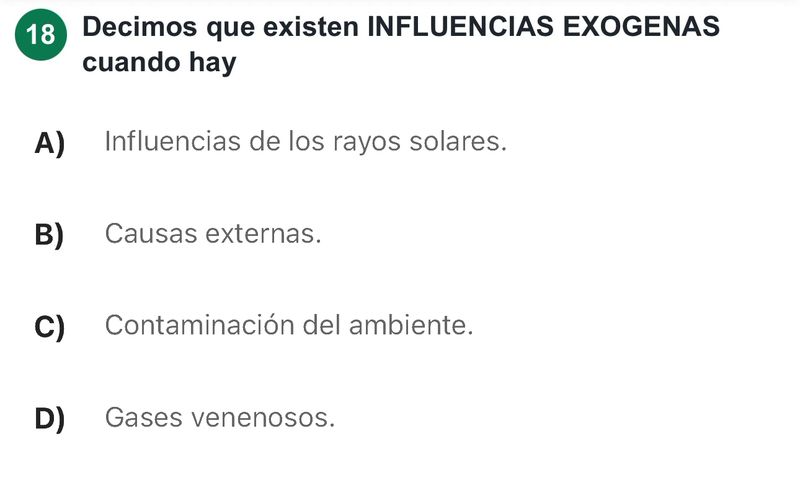 18 Decimos que existen INFLUENCIAS EXOGENAS
cuando hay
A) Influencias de los rayos solares.
B) Causas externas.
C) Contaminación del ambiente.
D) Gases venenosos.